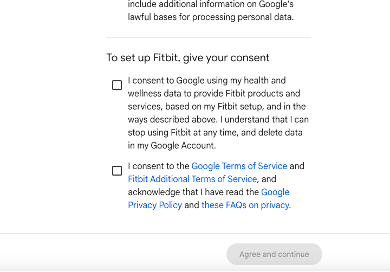 include additional information on Google's
lawful bases for processing personal data.
To set up Fitbit, give your consent
I consent to Google using my health and
wellness data to provide Fitbit products and
services, based on my Fitbit setup, and in the
ways described above. I understand that I can
stop using Fitbit at any time, and delete data
in my Google Account.
I consent to the Google Terms of Service and
Fitbit Additional Terms of Service, and
acknowledge that I have read the Google
Privacy Policy and these FAQs on privacy.
Agree and continue